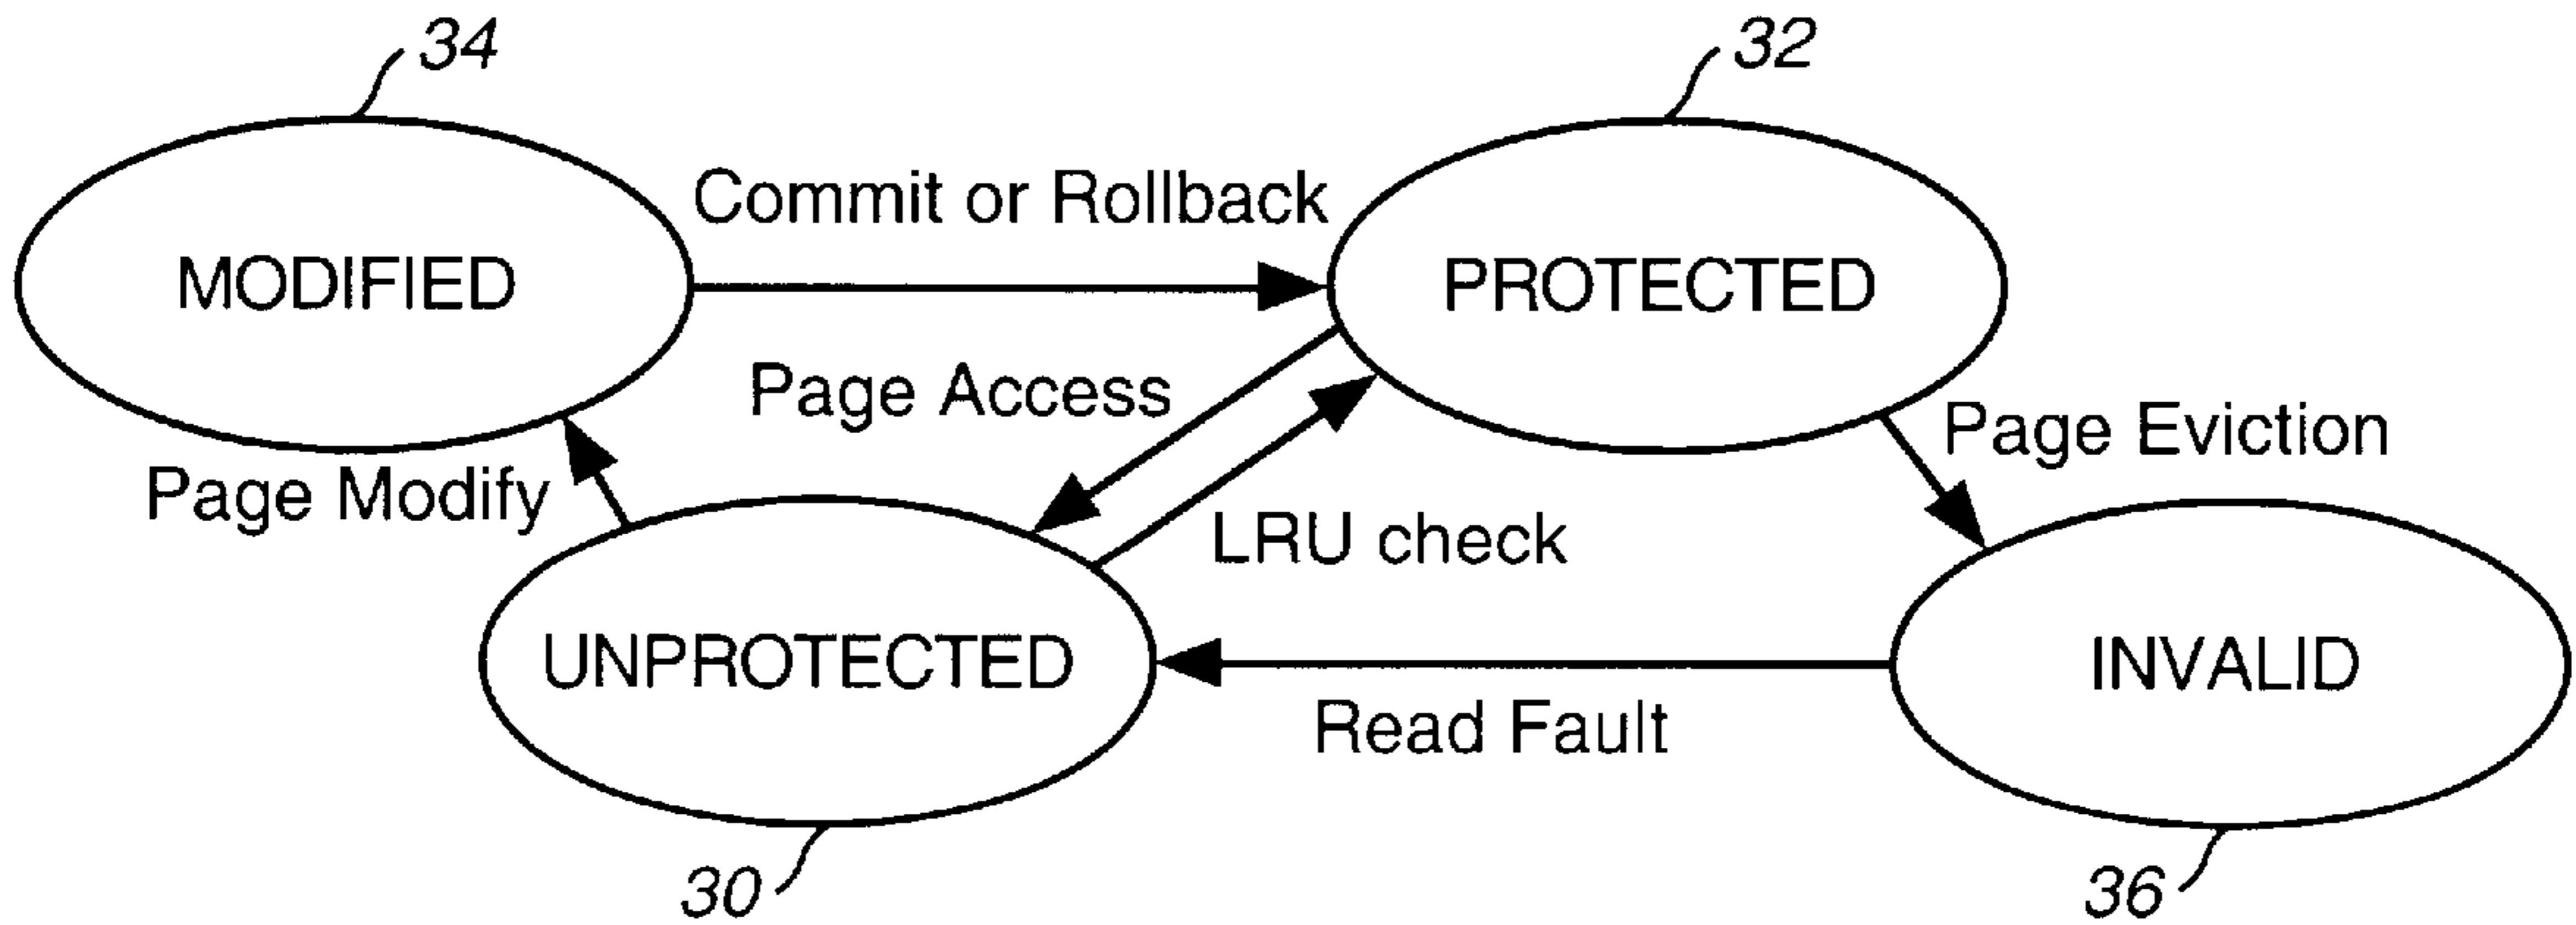 34
32
Commit or Rollback
MODIFIED
PROTECTED
Page Access
Page Eviction
Page Modify
LRU check
UNPROTECTED
INVALID
Read Fault
30
36